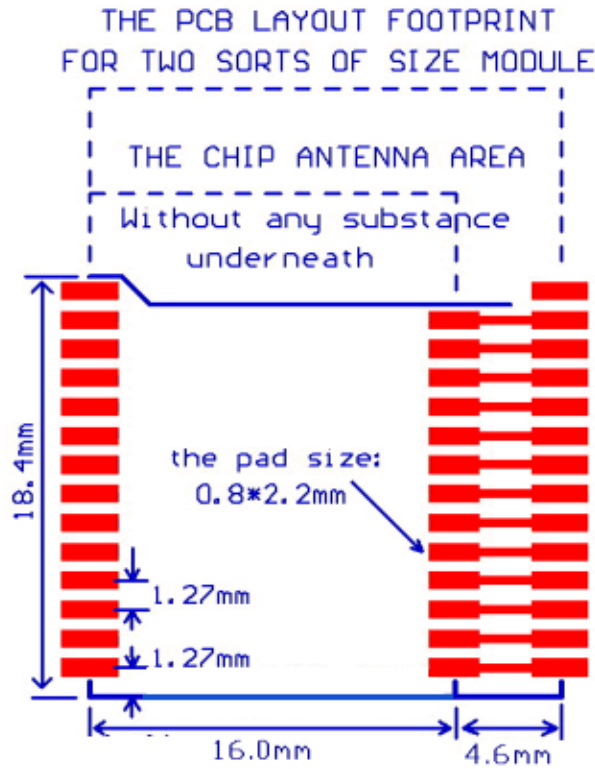 THE PCB LAYOUT FOOTPRINT
FOR TWO SORTS OF SIZE MODULE
THE CHIP ANTENNA AREA
Without any substance
underneath
18.4mm
the pad size:
0.8*2.2mm
1.27mm
1.27mm
16.0mm
4.6mm